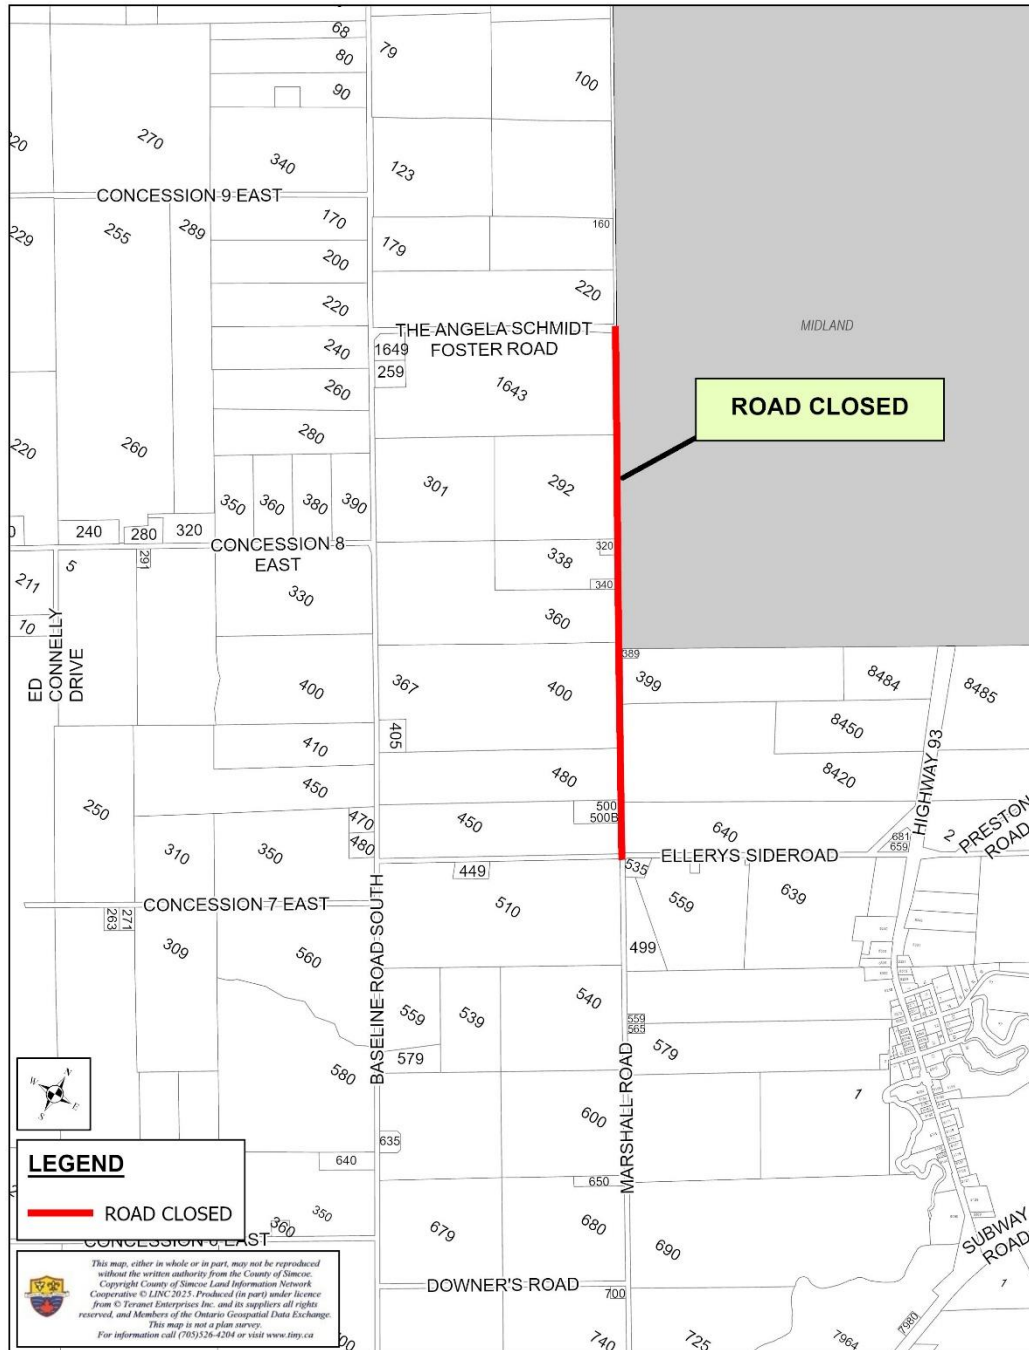 68
80
90
79
100
270
340
123
CONCESSION 9 EAST
229
255
289
170
160
179
200
220
220
240
THE ANGELA SCHMIDT
FOSTER ROAD
MIDLAND
1649
259
1643
260
ROAD CLOSED
280
220
260
301
292
350
360
380
390
240
280
320
CONCESSION 8
EAST
320
338
340
291
5
211
10
330
360
ED
CONNELLY
DRIVE
389
399
8484
8485
400
367
400
405
8450
410
450
480
8420
HIGHWAY 93
250
470
480
450
500
500B
640
681
659
2
PRESTON
ROAD
310
350
449
535
ELLERYS SIDEROAD
559
639
CONCESSION 7 EAST
263
271
309
560
510
499
BASELINE ROAD SOUTH
559
539
540
559
565
579
579
580
600
1
MARSHALL ROAD
635
640
650
350
360
679
680
690
SUBWAY
ROAD
W
N
S
E
LEGEND
ROAD CLOSED
CONCESSION 6 EAST
DOWNER'S ROAD
700
1
7980
740
725
7964
This map, either in whole or in part, may not be reproduced
without the written authority from the County of Simcoe.
Copyright County of Simcoe Land Information Network
Cooperative © LINC 2025. Produced (in part) under licence
from © Teranet Enterprises Inc. and its suppliers all rights
reserved, and Members of the Ontario Geospatial Data Exchange.
This map is not a plan survey.
For information call (705)526-4204 or visit www.tiny.ca